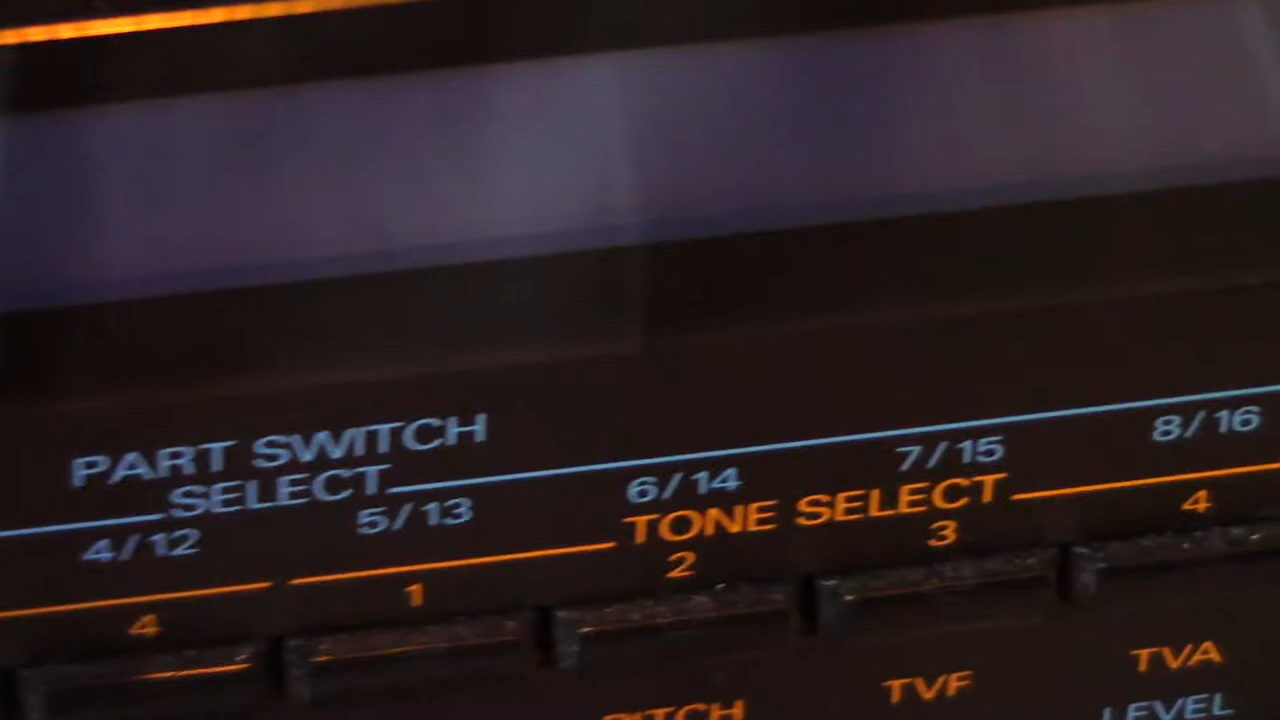 PART SWITCH
SELECT
4/12 5/13 6/14 7/15 8/16
TONE SELECT
4 1 2 3 4
PITCH TVF TVA
LEVEL